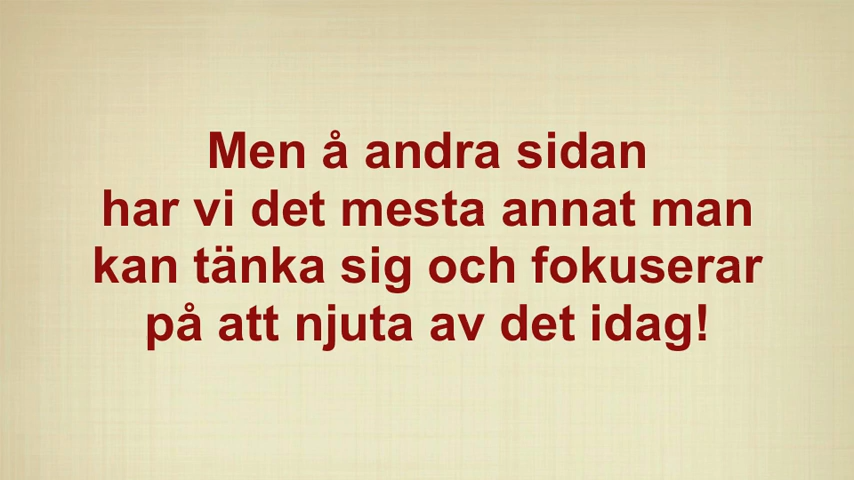 Men å andra sidan
har vi det mesta annat man
kan tänka sig och fokuserar
på att njuta av det idag!